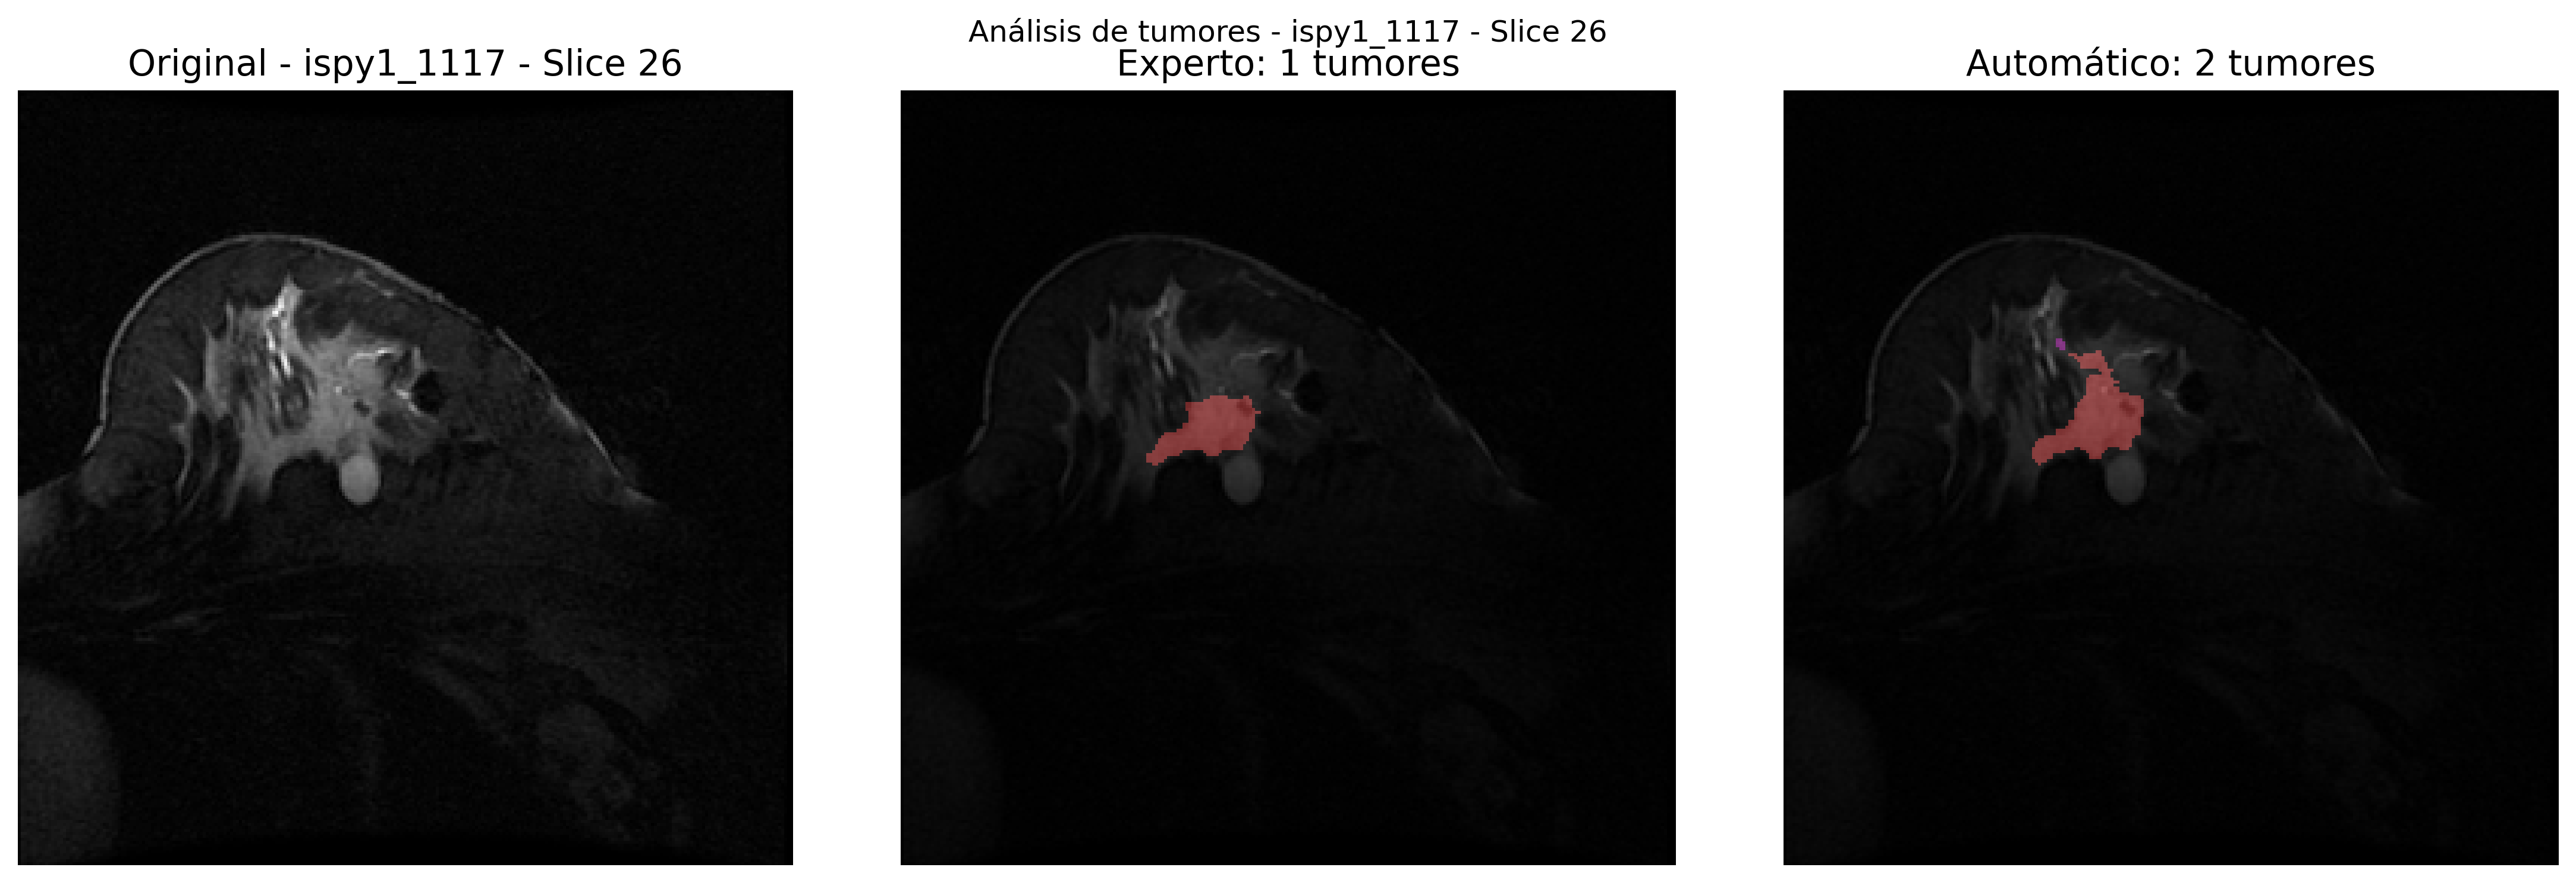 Análisis de tumores - ispy1_1117 - Slice 26
Original - ispy1_1117 - Slice 26
Experto: 1 tumores
Automático: 2 tumores